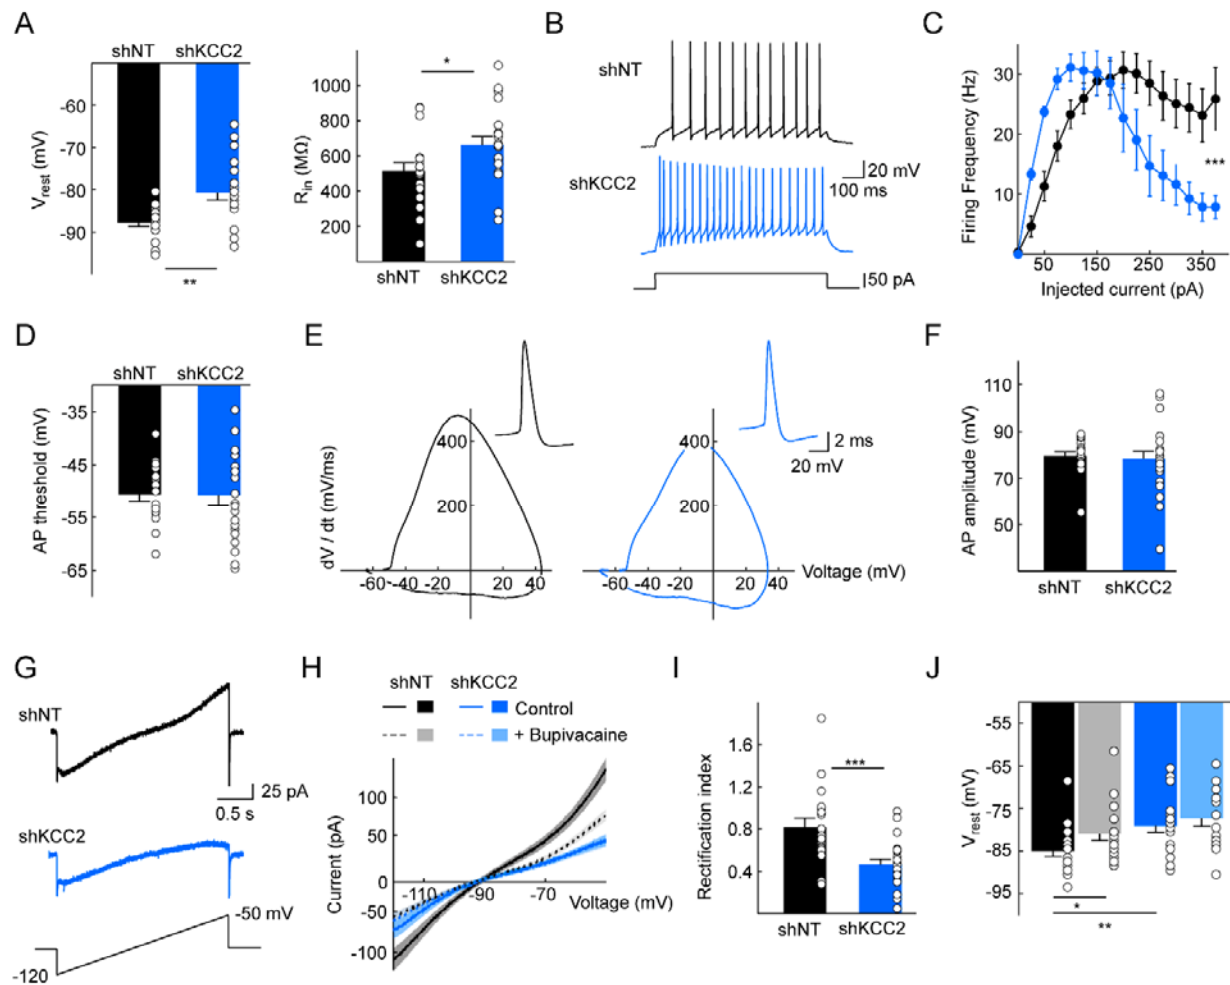 A
shNT shKCC2
-60
-70
-80
-90
Vrest (mV)
**
*
1000
800
600
400
200
Rin (MΩ)
shNT shKCC2
B
shNT
shKCC2
20 mV
100 ms
50 pA
C
30
20
10
Firing Frequency (Hz)
***
50 150 250 350
Injected current (pA)
D
shNT shKCC2
-35
-45
-55
-65
AP threshold (mV)
E
400
200
dV / dt (mV/ms)
-60 -40 20 40
400
200
2 ms
20 mV
-60 -40 20 40
Voltage (mV)
F
110
90
70
50
AP amplitude (mV)
shNT shKCC2
G
shNT
25 pA
0.5 s
shKCC2
-50 mV
-120
H
shNT shKCC2
Control
+ Bupivacaine
100
50
0
-50
-100
Current (pA)
-110 -90 -70
Voltage (mV)
I
1.6
1.2
0.8
0.4
Rectification index
***
shNT shKCC2
J
-55
-65
-75
-85
-95
Vrest (mV)
*
**